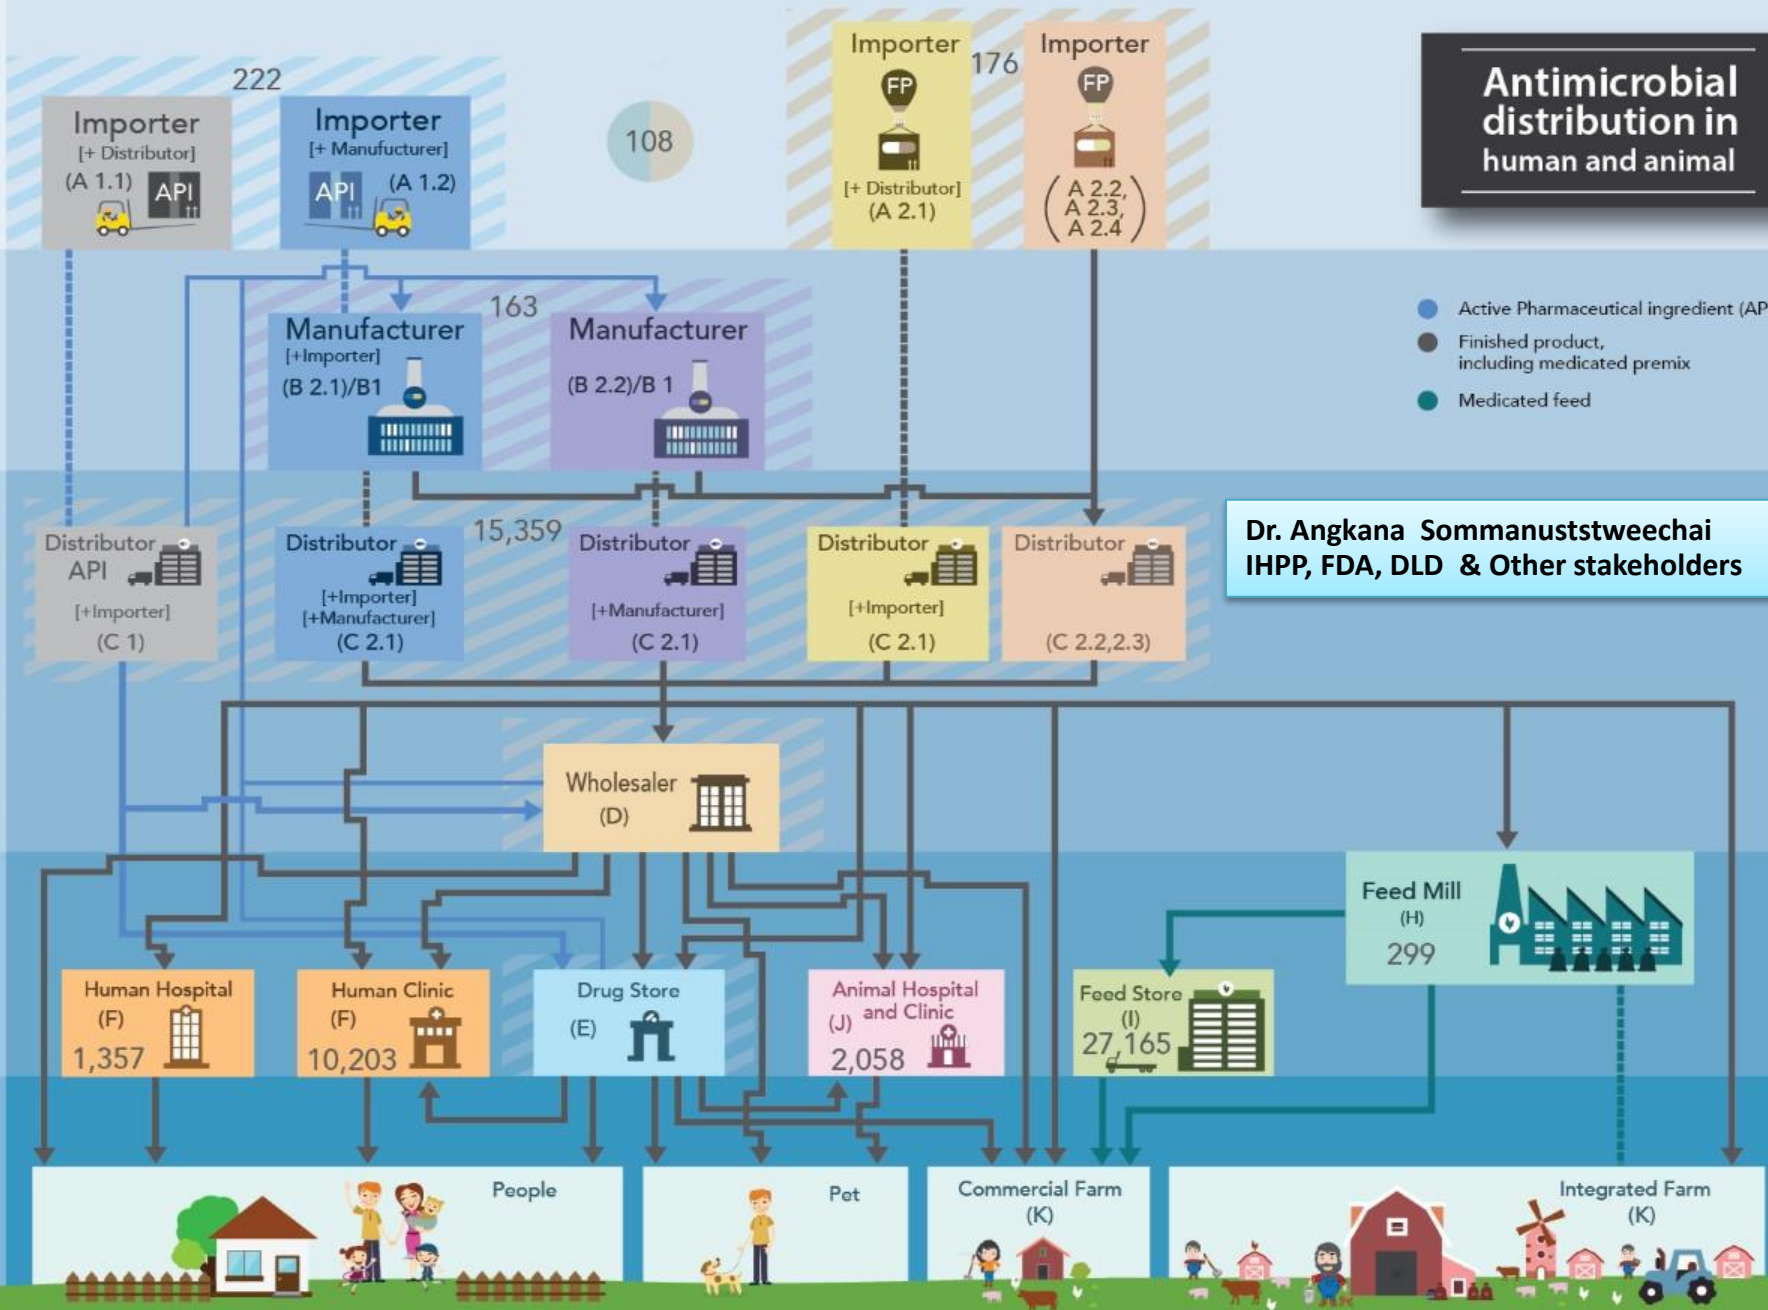 222
Importer
[+ Distributor]
(A 1.1)
API
Importer
[+ Manufucturer]
API
(A 1.2)
108
Importer
FP
[+ Distributor]
(A 2.1)
176
Importer
FP
( A 2.2,
A 2.3,
A 2.4 )
Antimicrobial
distribution in
human and animal
Active Pharmaceutical ingredient (AP
Finished product,
including medicated premix
Medicated feed
163
Manufacturer
[+Importer]
(B 2.1)/B1
Manufacturer
(B 2.2)/B 1
15,359
Distributor
API
[+Importer]
(C 1)
Distributor
[+Importer]
[+Manufacturer]
(C 2.1)
Distributor
[+Manufacturer]
(C 2.1)
Distributor
[+Importer]
(C 2.1)
Distributor
(C 2.2,2.3)
Dr. Angkana Sommanuststweechai
IHPP, FDA, DLD & Other stakeholders
Wholesaler
(D)
Feed Mill
(H)
299
Human Hospital
(F)
1,357
Human Clinic
(F)
10,203
Drug Store
(E)
Animal Hospital
and Clinic
(J)
2,058
Feed Store
(I)
27,165
People
Pet
Commercial Farm
(K)
Integrated Farm
(K)